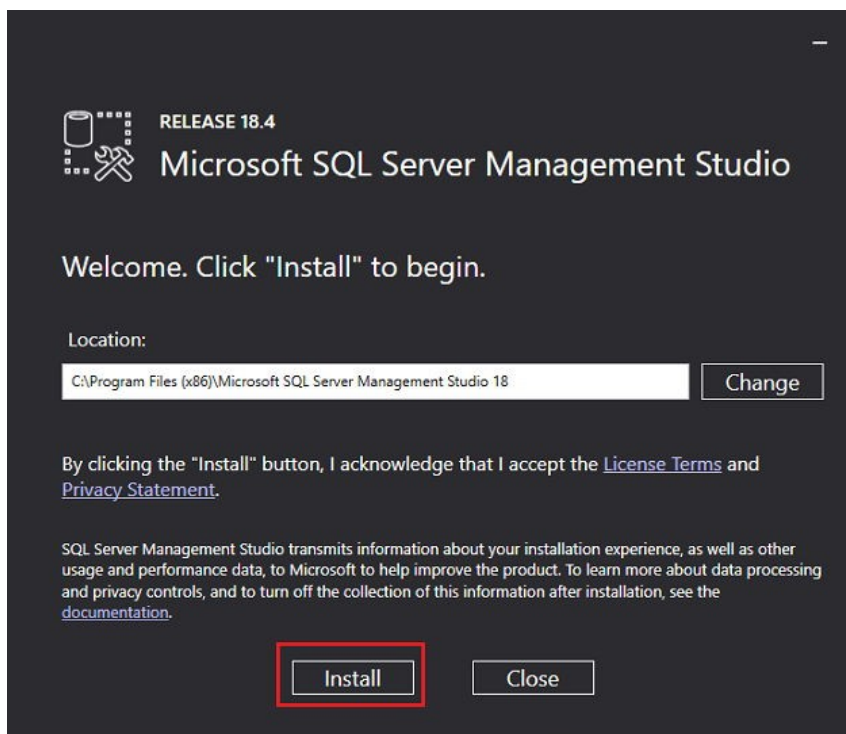 RELEASE 18.4
Microsoft SQL Server Management Studio
Welcome. Click "Install" to begin.
Location:
C:\Program Files (x86)\Microsoft SQL Server Management Studio 18
Change
By clicking the "Install" button, I acknowledge that I accept the License Terms and
Privacy Statement.
SQL Server Management Studio transmits information about your installation experience, as well as other
usage and performance data, to Microsoft to help improve the product. To learn more about data processing
and privacy controls, and to turn off the collection of this information after installation, see the
documentation.
Install
Close